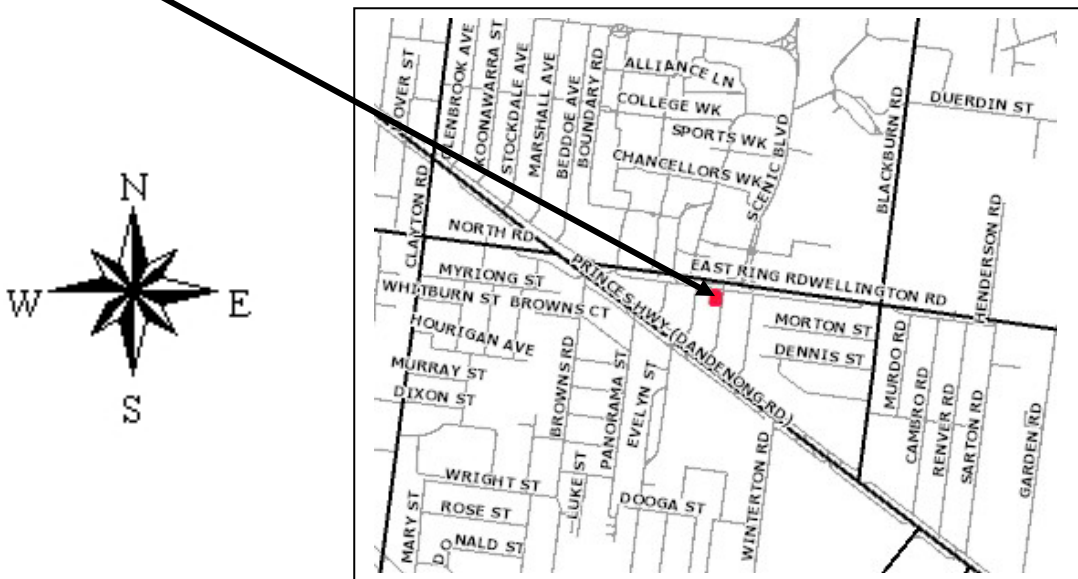 N
W
E
S
OVER ST
GLENBROOK AVE
KOONAWARRA ST
STOCKDALE AVE
MARSHALL AVE
BEDDOE AVE
BOUNDARY RD
ALLIANCE LN
COLLEGE WK
SPORTS WK
CHANCELLORS WK
SCENIC BLVD
BLACKBURN RD
DUERDIN ST
HENDERSON RD
CLAYTON RD
NORTH RD
PRINCES HWY (DANDENONG RD)
EAST RING RD
WELLINGTON RD
MYRIONG ST
WHITBURN ST
BROWNS CT
HOURIGAN AVE
MURRAY ST
DIXON ST
BROWNS RD
PANORAMA ST
EVELYN ST
MORTON ST
DENNIS ST
MURDO RD
CAMBRO RD
RENVER RD
SARTON RD
GARDEN RD
WINTERTON RD
WRIGHT ST
LUKE ST
DOOGA ST
ROSE ST
MARY ST
DO
NALD ST